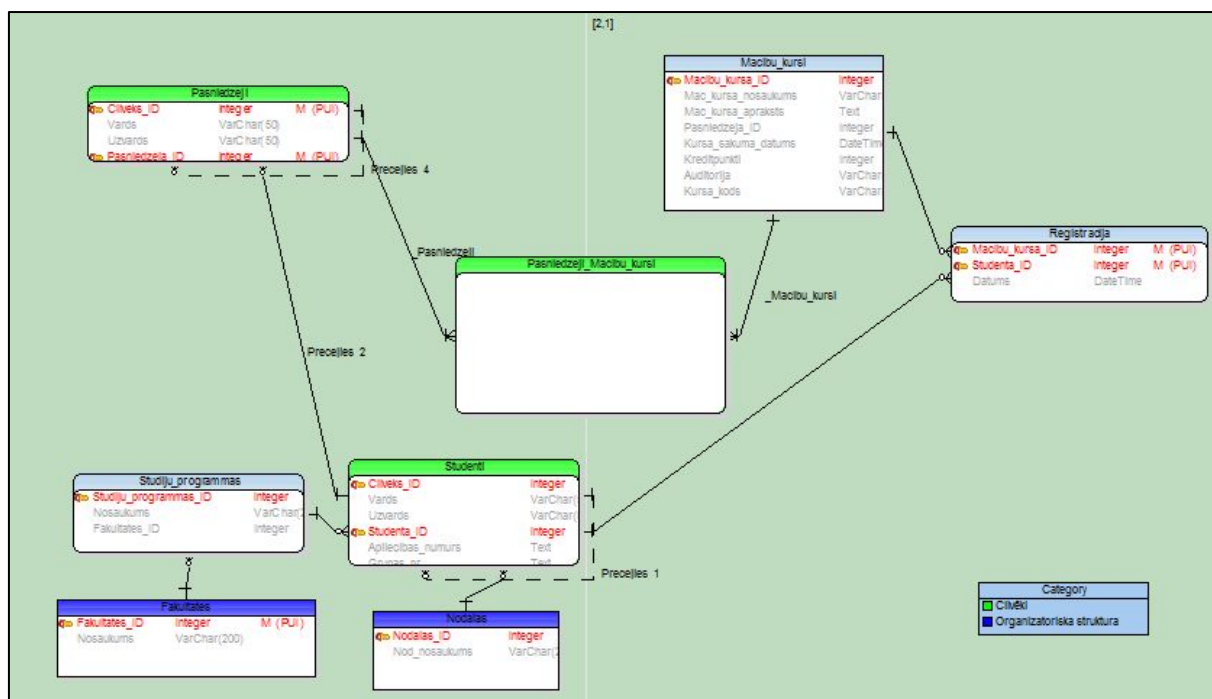 [2,1]
Pasniedzeji
Cilveks_ID Integer M (PUI)
Vards VarChar(50)
Uzvards VarChar(50)
Pasniedzeja_ID Integer M (PUI)
Precejies 4
Macibu_kursi
Macibu_kursa_ID Integer
Mac_kursa_nosaukums VarChar
Mac_kursa_apraksts Text
Pasniedzeja_ID Integer
Kursa_sakuma_datums DateTime
Kreditpunkti Integer
Auditorija VarChar
Kursa_kods VarChar
Registradija
Macibu_kursa_ID Integer M (PUI)
Studenta_ID Integer M (PUI)
Datums DateTime
_Pasniedzeji
Pasniedzeji_Macibu_kursi
_Macibu_kursi
Precejies 2
Studiju_programmas
Studiju_programmas_ID Integer
Nosaukums VarChar(2
Fakultates_ID Integer
Studenti
Cilveks_ID Integer
Vards VarChar(
Uzvards VarChar(
Studenta_ID Integer
Apliecibas_numurs Text
Grupas_nr Text
Precejies 1
Fakultates
Fakultates_ID Integer M (PUI)
Nosaukums VarChar(200)
Nodalas
Nodalas_ID Integer
Nod_nosaukums VarChar(2
Category
Cilvēki
Organizatoriska struktura